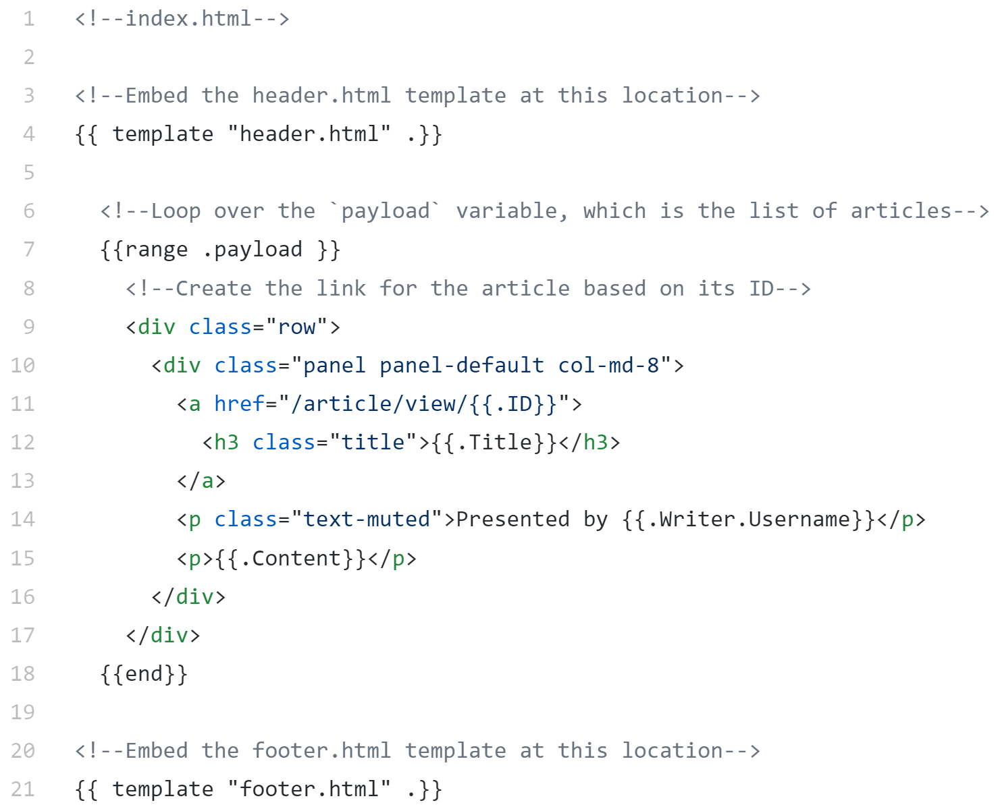 1 <!--index.html-->
2
3 <!--Embed the header.html template at this location-->
4 {{ template "header.html" .}}
5
6   <!--Loop over the `payload` variable, which is the list of articles-->
7   {{range .payload }}
8     <!--Create the link for the article based on its ID-->
9     <div class="row">
10       <div class="panel panel-default col-md-8">
11         <a href="/article/view/{{.ID}}">
12           <h3 class="title">{{.Title}}</h3>
13         </a>
14         <p class="text-muted">Presented by {{.Writer.Username}}</p>
15         <p>{{.Content}}</p>
16       </div>
17     </div>
18   {{end}}
19
20 <!--Embed the footer.html template at this location-->
21 {{ template "footer.html" .}}